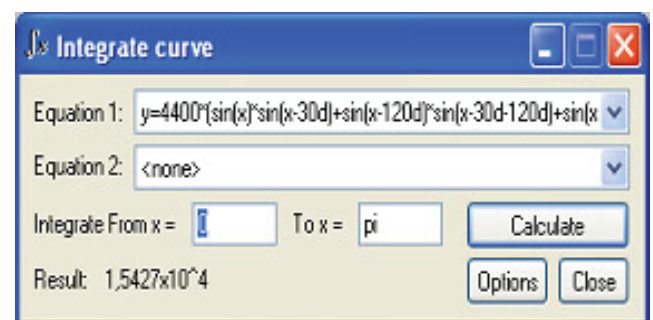 Integrate curve
Equation 1: y=4400*(sin(x)*sin(x-30d)+sin(x-120d)*sin(x-30d-120d)+sin(x
Equation 2: <none>
Integrate From x = 0 To x = pi Calculate
Result: 1,5427x10^4 Options Close